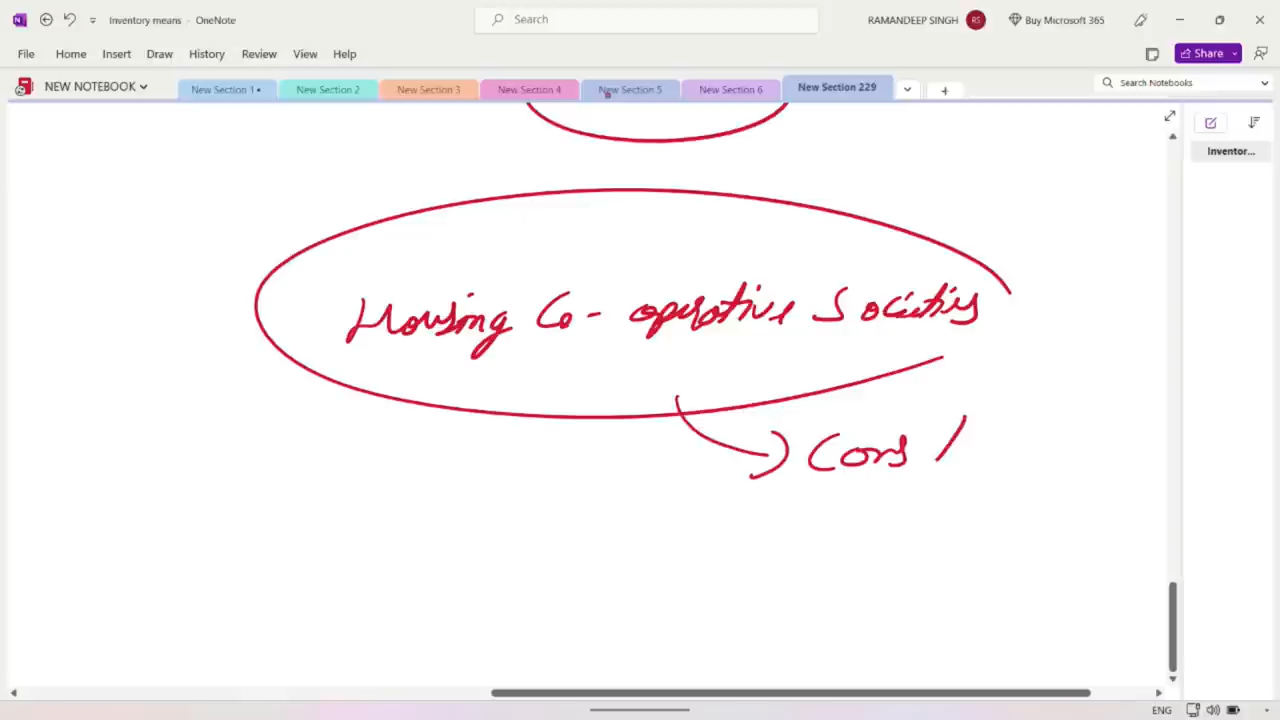 Inventory means - OneNote
Search
RAMANDEEP SINGH RS Buy Microsoft 365
File Home Insert Draw History Review View Help
Share
NEW NOTEBOOK New Section 1 New Section 2 New Section 3 New Section 4 New Section 5 New Section 6 New Section 229 +
Search Notebooks
Inventor...
Housing Co-operative Societies
Cons
ENG